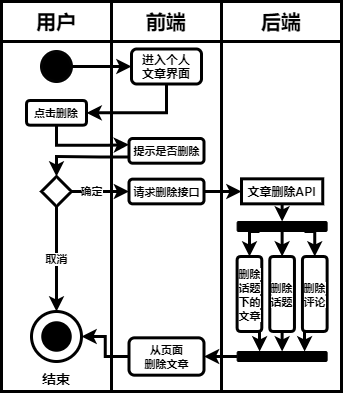 用户
前端
后端
进入个人
文章界面
点击删除
提示是否删除
确定
请求删除接口
文章删除API
取消
删除
话题
下的
文章
删除
话题
删除
评论
从页面
删除文章
结束